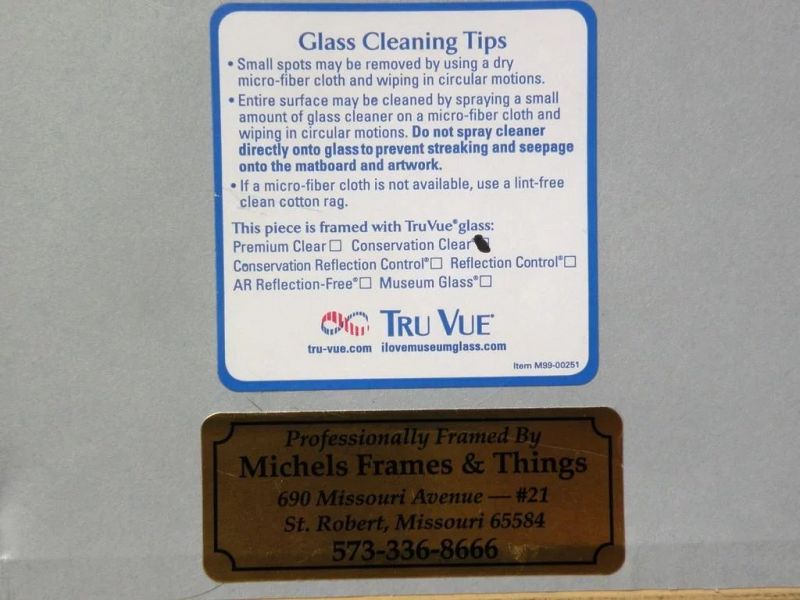 Glass Cleaning Tips
• Small spots may be removed by using a dry
micro-fiber cloth and wiping in circular motions.
• Entire surface may be cleaned by spraying a small
amount of glass cleaner on a micro-fiber cloth and
wiping in circular motions. Do not spray cleaner
directly onto glass to prevent streaking and seepage
onto the matboard and artwork.
• If a micro-fiber cloth is not available, use a lint-free
clean cotton rag.
This piece is framed with Tru Vue® glass:
Premium Clear □ Conservation Clear® ■
Conservation Reflection Control® □ Reflection Control® □
AR Reflection-Free® □ Museum Glass® □
TRU VUE®
tru-vue.com ilovemuseumglass.com
Item M99-00251
Professionally Framed By
Michels Frames & Things
690 Missouri Avenue — #21
St. Robert, Missouri 65584
573-336-8666